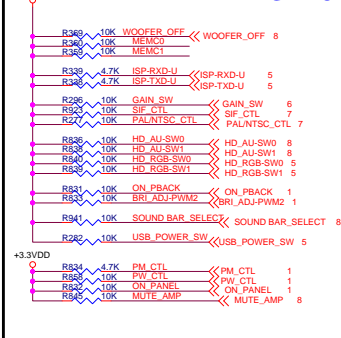 R369 10K WOOFER_OFF WOOFER_OFF 8
R360 10K MEMC0
R359 10K MEMC1
R339 4.7K ISP-RXD-U ISP-RXD-U 5
R338 4.7K ISP-TXD-U ISP-TXD-U 5
R296 10K GAIN_SW GAIN_SW 6
R923 10K SIF_CTL SIF_CTL 7
R277 10K PAL/NTSC_CTL PAL/NTSC_CTL 7
R836 10K HD_AU-SW0 HD_AU-SW0 8
R838 10K HD_AU-SW1 HD_AU-SW1 8
R840 10K HD_RGB-SW0 HD_RGB-SW0 5
R839 10K HD_RGB-SW1 HD_RGB-SW1 5
R831 10K ON_PBACK ON_PBACK 1
R833 10K BRI_ADJ-PWM2 BRI_ADJ-PWM2 1
R941 10K SOUND BAR_SELECT SOUND BAR_SELECT 8
R282 10K USB_POWER_SW USB_POWER_SW 5
+3.3VDD
R834 4.7K PM_CTL PM_CTL 1
R858 10K PW_CTL PW_CTL 1
R832 10K ON_PANEL ON_PANEL 1
R845 10K MUTE_AMP MUTE_AMP 8